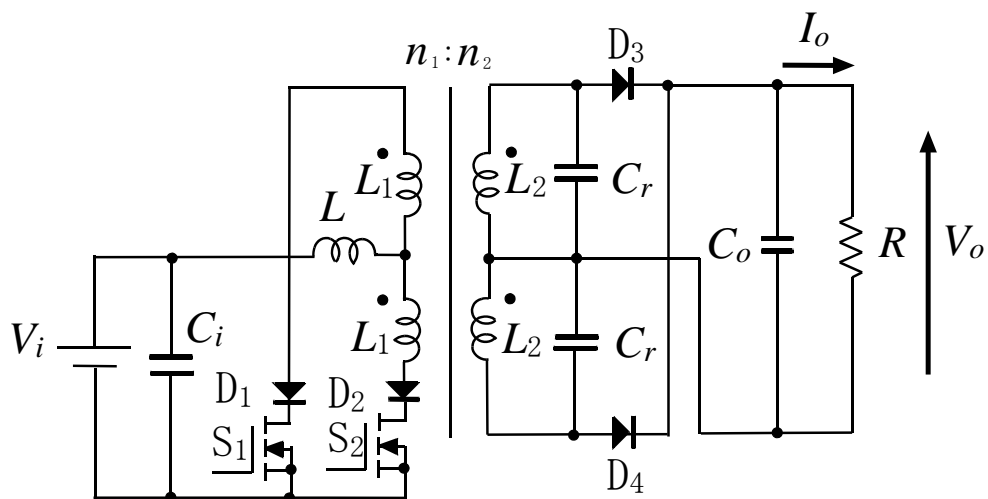 n₁:n₂
D₃
Iₒ
L₁
L₂
Cᵣ
L
Cₒ
R
Vₒ
Vᵢ
Cᵢ
L₁
L₂
Cᵣ
D₁
D₂
S₁
S₂
D₄